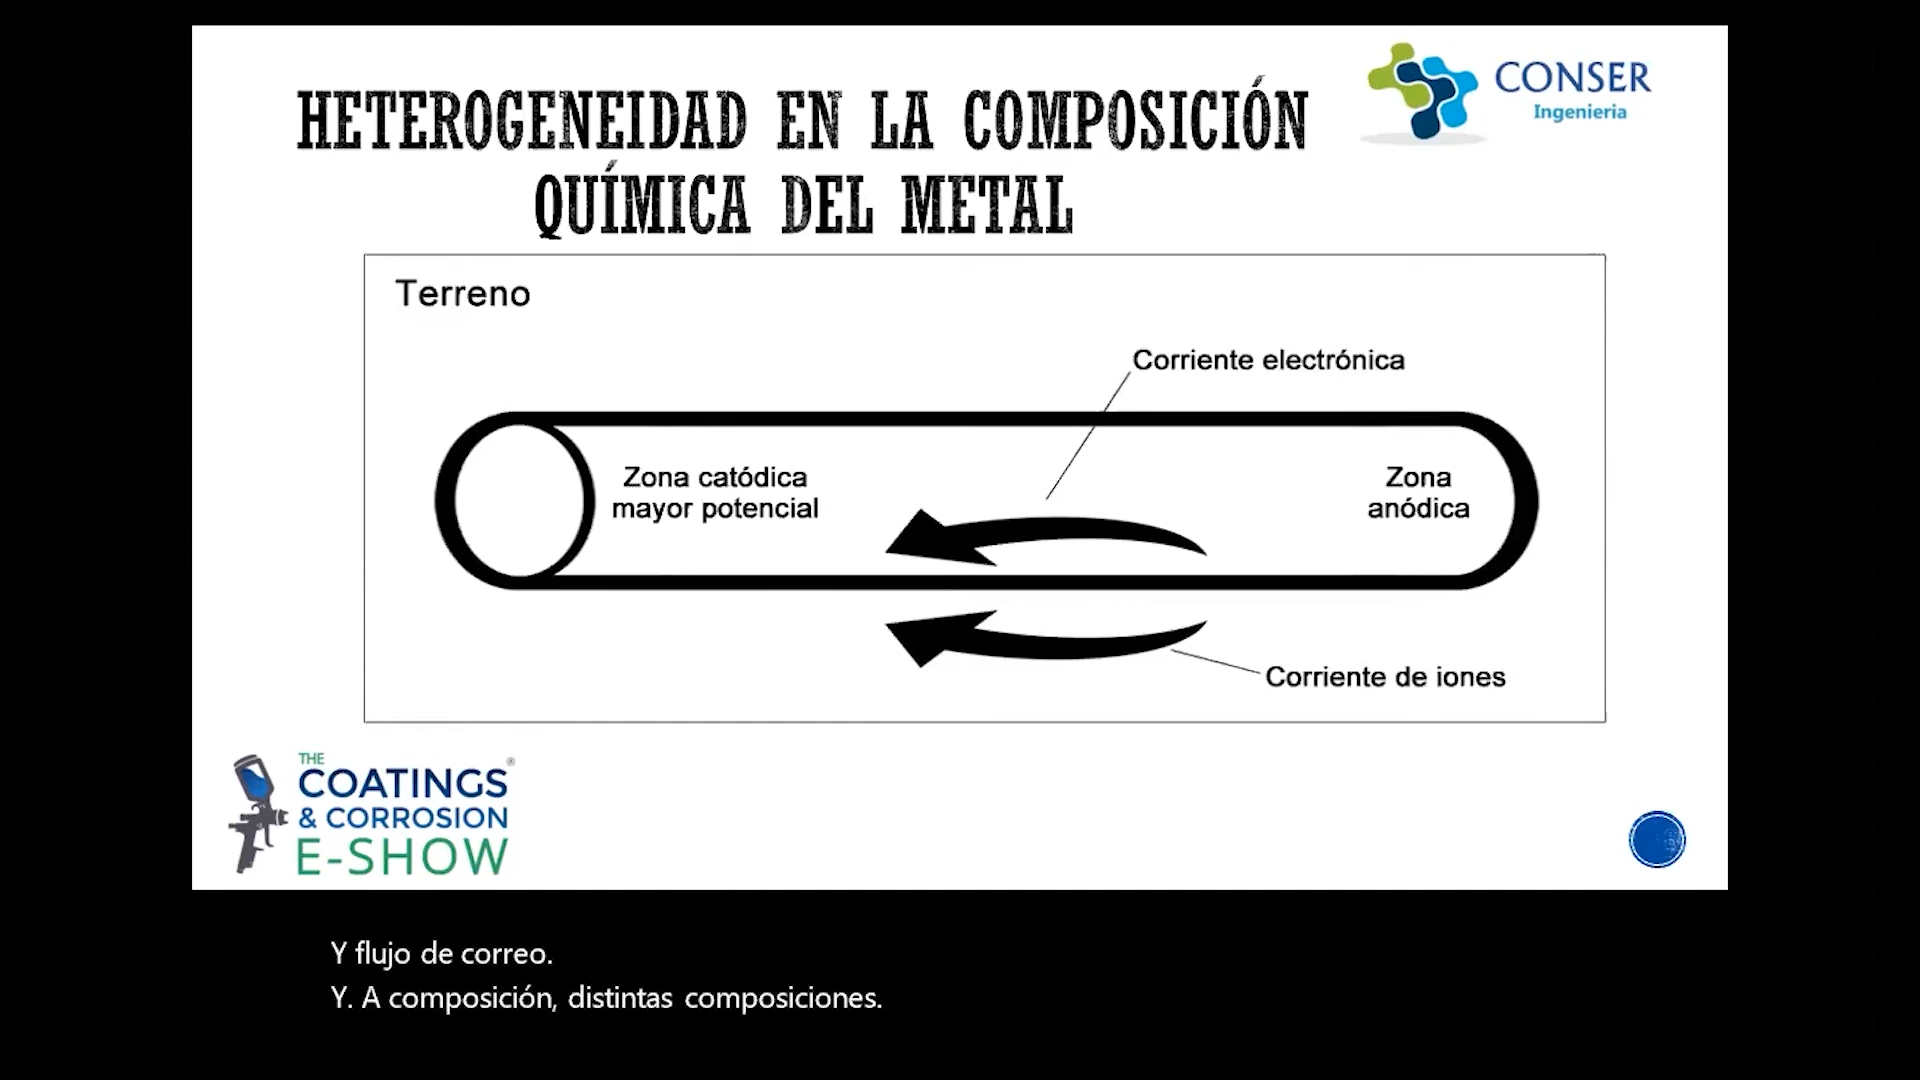 HETEROGENEIDAD EN LA COMPOSICIÓN
QUÍMICA DEL METAL
CONSER
Ingenieria
Terreno
Corriente electrónica
Zona catódica
mayor potencial
Zona
anódica
Corriente de iones
THE
COATINGS®
& CORROSION
E-SHOW
Y flujo de correo.
Y. A composición, distintas composiciones.